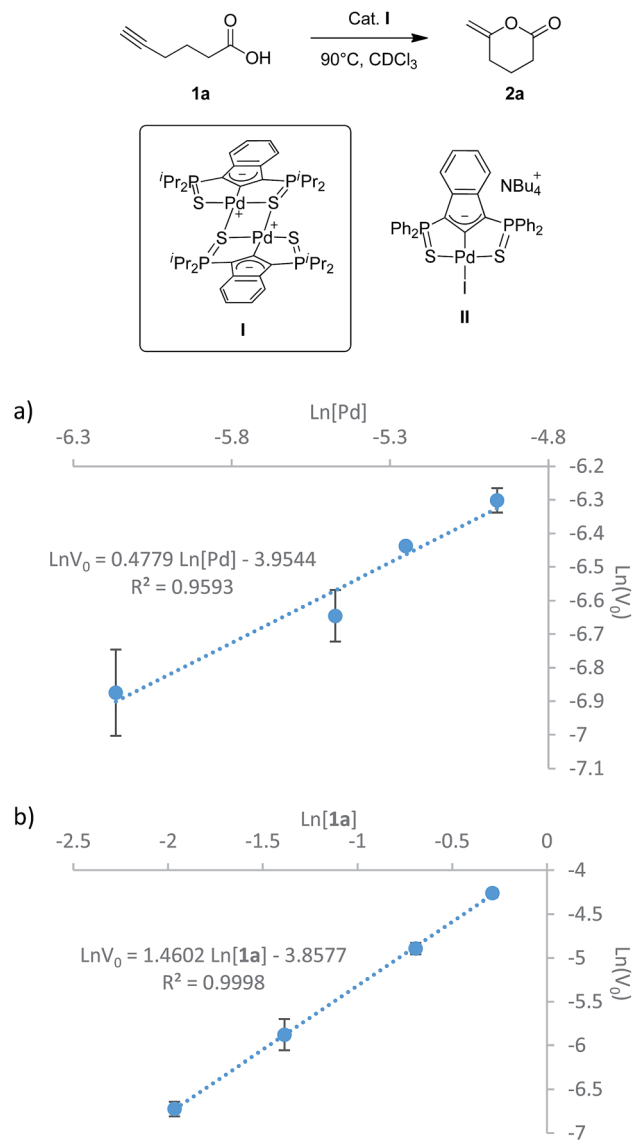 Cat. I
90°C, CDCl3
O
OH
O
O
1a
2a
iPr2P
PiPr2
S
Pd
S
+
S
Pd
S
+
iPr2P
PiPr2
I
NBu4+
Ph2P
PPh2
S
Pd
S
I
II
a)
Ln[Pd]
-6.3 -5.8 -5.3 -4.8
-6.2
-6.3
-6.4
-6.5
-6.6
-6.7
-6.8
-6.9
-7
-7.1
Ln(V0)
LnV0 = 0.4779 Ln[Pd] - 3.9544
R² = 0.9593
b)
Ln[1a]
-2.5 -2 -1.5 -1 -0.5 0
-4
-4.5
-5
-5.5
-6
-6.5
-7
Ln(V0)
LnV0 = 1.4602 Ln[1a] - 3.8577
R² = 0.9998